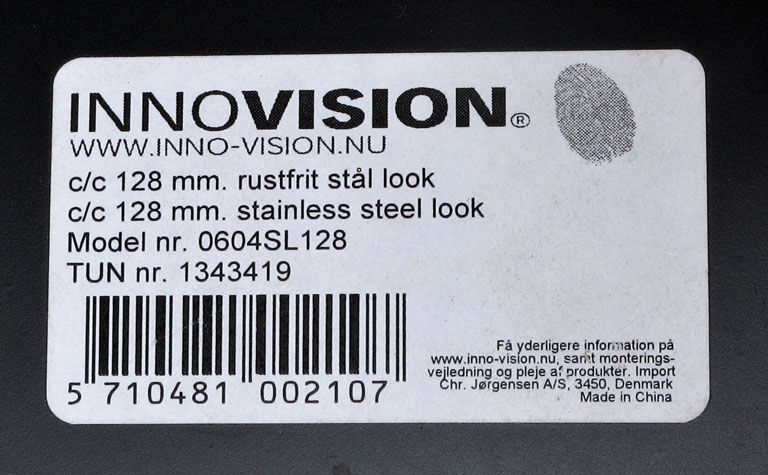 INNOVISION®
WWW.INNO-VISION.NU
c/c 128 mm. rustfrit stål look
c/c 128 mm. stainless steel look
Model nr. 0604SL128
TUN nr. 1343419
5 710481 002107
Få yderligere information på
www.inno-vision.nu, samt monterings-
vejledning og pleje af produkter. Import
Chr. Jørgensen A/S, 3450, Denmark
Made in China